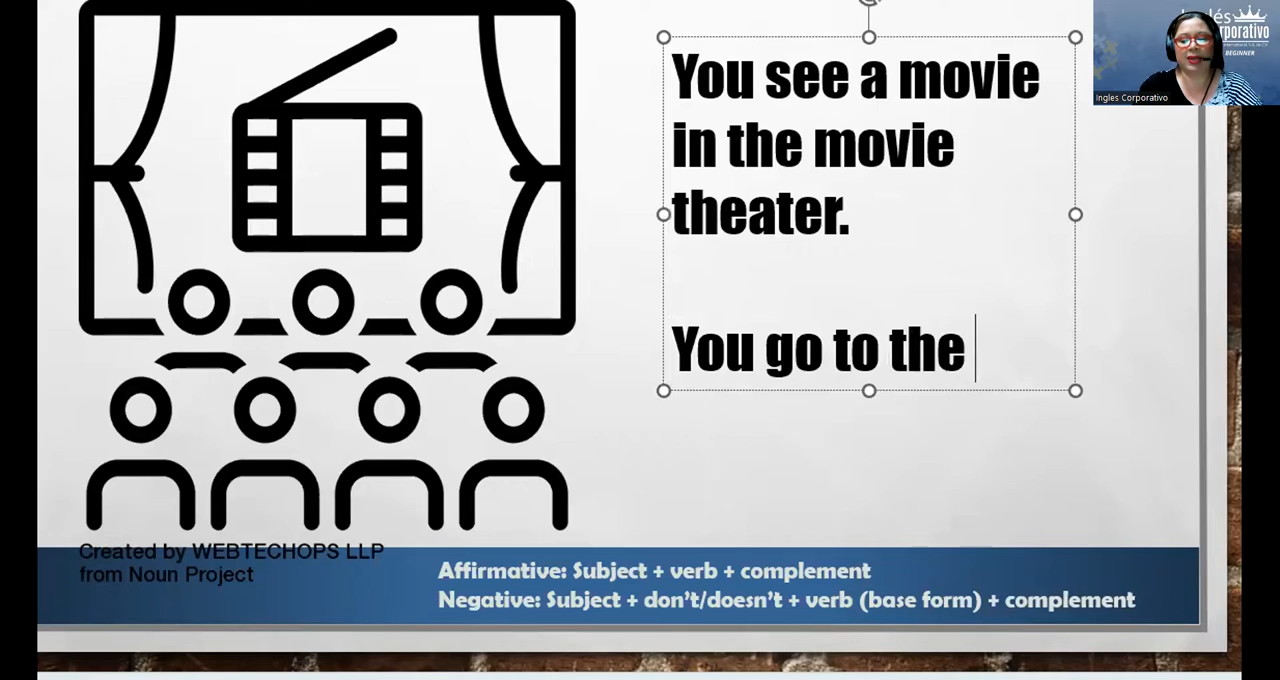 You see a movie
in the movie
theater.
You go to the
Created by WEBTECHOPS LLP
from Noun Project
Affirmative: Subject + verb + complement
Negative: Subject + don't/doesn't + verb (base form) + complement
Ingles Corporativo
BEGINNER